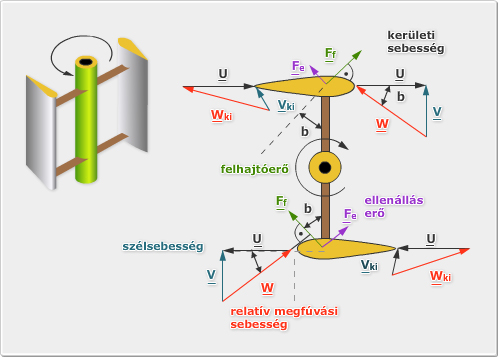 kerületi
sebesség
Ff
Fe
U
U
b
Vki
Wki
V
W
b
felhajtóerő
Ff
b
ellenállás
erő
Fe
szélsebesség
U
U
V
Vki
W
Wki
relatív megfúvási
sebesség